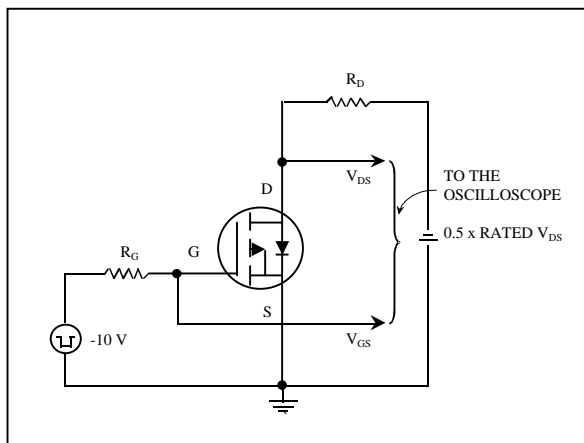 R_D
D
V_DS
TO THE
OSCILLOSCOPE
0.5 x RATED V_DS
R_G
G
S
V_GS
-10 V